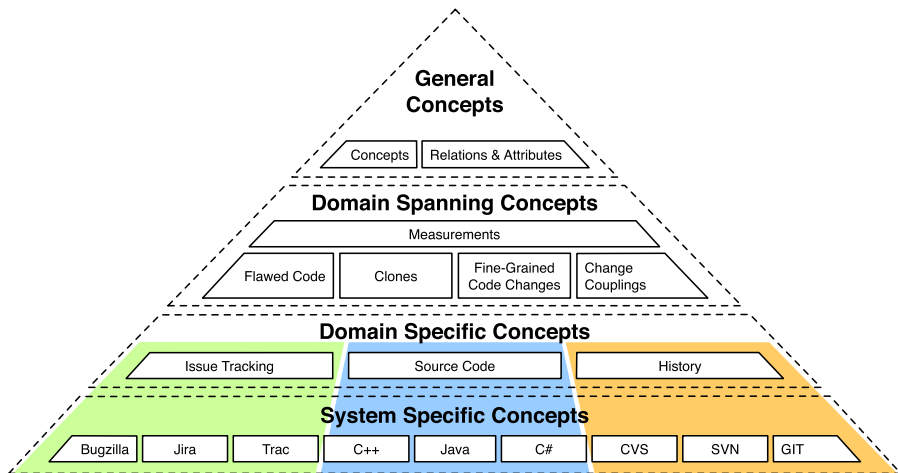 General
Concepts
Concepts
Relations & Attributes
Domain Spanning Concepts
Measurements
Flawed Code
Clones
Fine-Grained
Code Changes
Change
Couplings
Domain Specific Concepts
Issue Tracking
Source Code
History
System Specific Concepts
Bugzilla
Jira
Trac
C++
Java
C#
CVS
SVN
GIT